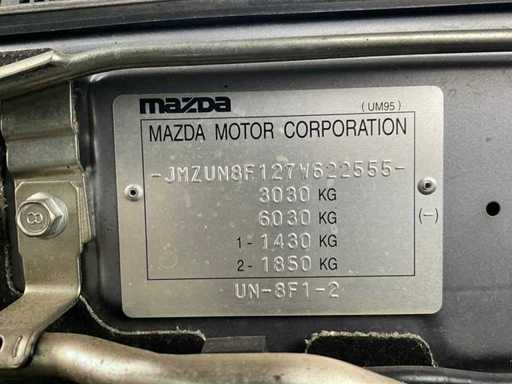 mazda
(UM95)
MAZDA MOTOR CORPORATION
-JMZUN8F127W622555-
3030 KG
6030 KG (-)
1- 1430 KG
2- 1850 KG
UN-8F1-2
8